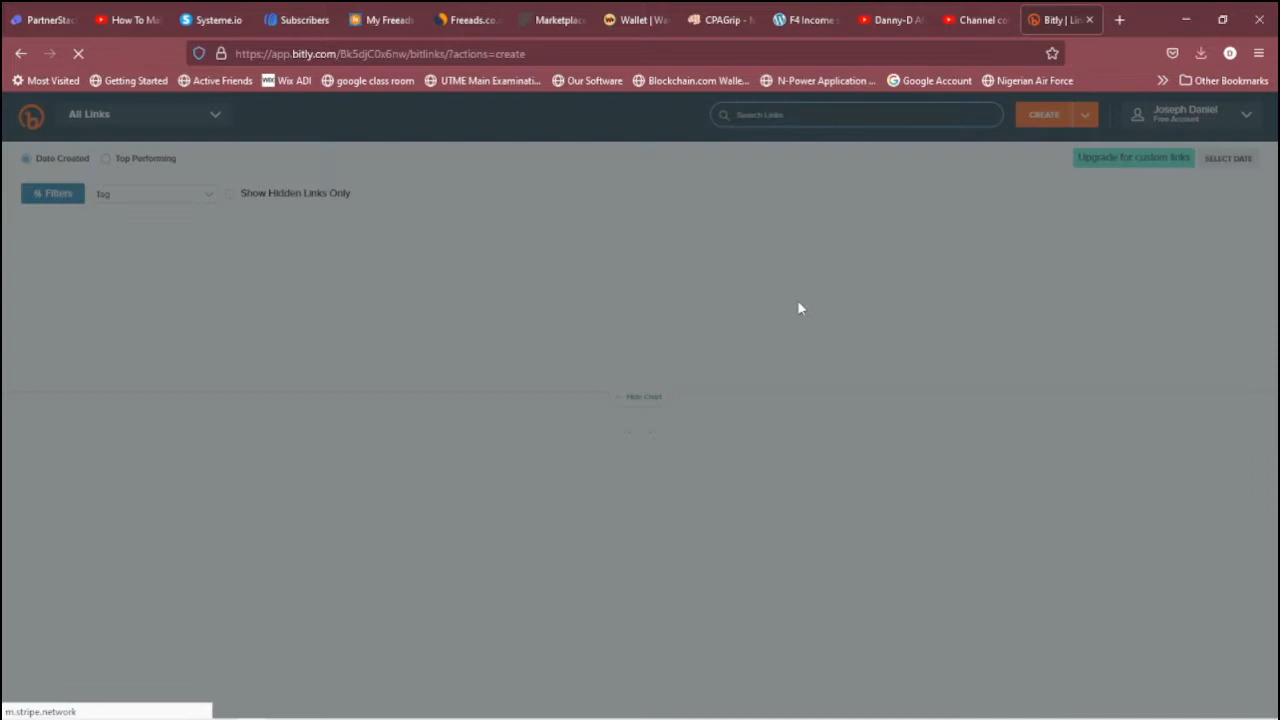 PartnerStac How To Ma Systeme.io Subscribers My Freeads Freeads.co. Marketplace Wallet | Wa CPAGrip - F4 Income Danny-D A Channel co Bitly | Lin
https://app.bitly.com/Bk5djC0x6nw/bitlinks/?actions=create
Most Visited Getting Started Active Friends WIX Wix ADI google class room UTME Main Examinati... Our Software Blockchain.com Walle... N-Power Application ... Google Account Nigerian Air Force Other Bookmarks
All Links Search Links CREATE Joseph Daniel
Free Account
Date Created Top Performing Upgrade for custom links SELECT DATE
Filters Tag Show Hidden Links Only
Hide Chart
m.stripe.network